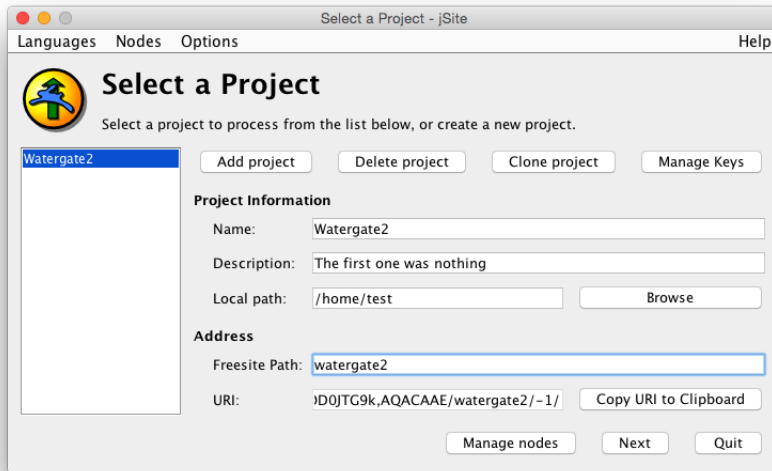 Select a Project - jSite
Languages Nodes Options Help
Select a Project
Select a project to process from the list below, or create a new project.
Watergate2
Add project Delete project Clone project Manage Keys
Project Information
Name: Watergate2
Description: The first one was nothing
Local path: /home/test Browse
Address
Freesite Path: watergate2
URI: D0JTG9k,AQACAAE/watergate2/-1/ Copy URI to Clipboard
Manage nodes Next Quit